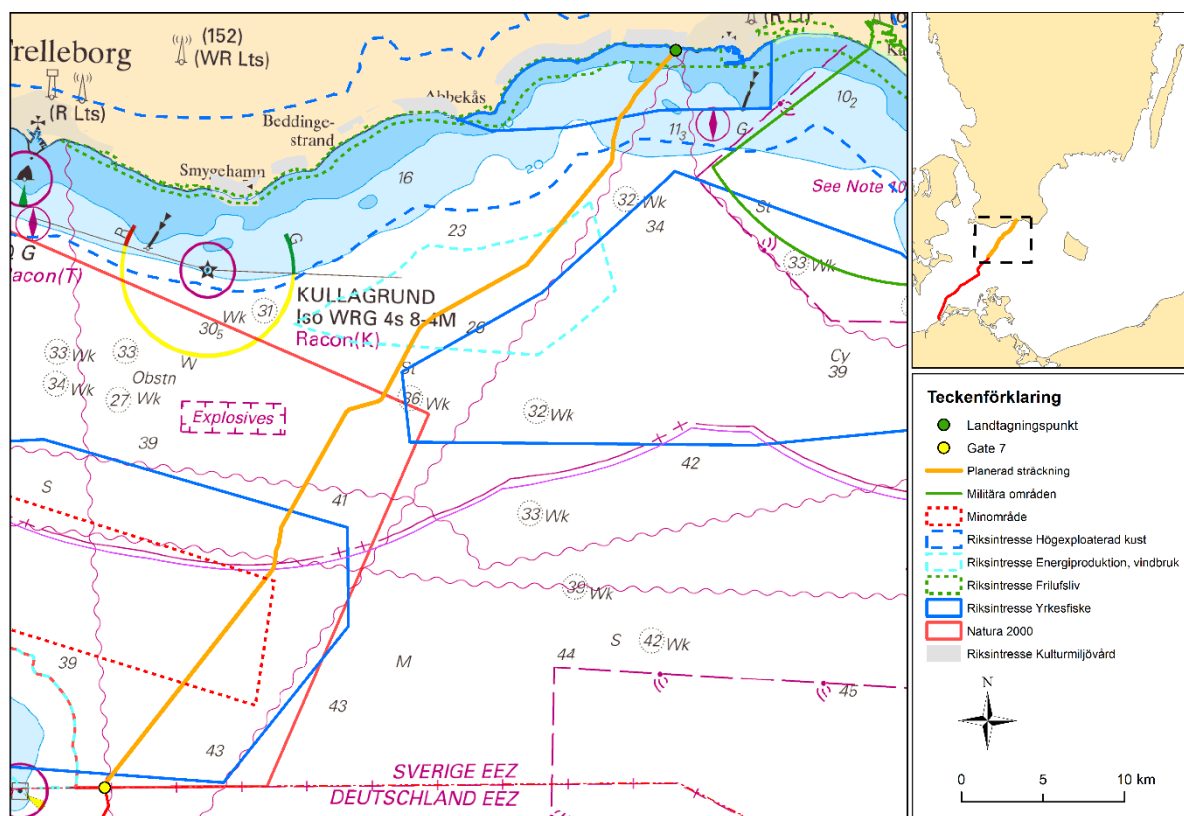 (152)
(WR Lts)
(R Lt)
Trelleborg
(R Lts)
Abbekås
Beddinge-
strand
Smygehamn
10₂
11₃
G
20
16
See Note
32 Wk
34
St
23
33 Wk
R
G
Q G
Racon(T)
KULLAGRUND
Iso WRG 4s 8-4M
Racon(K)
31
Wk
30₅
26
W
33 Wk
33
Obstn
34 Wk
27 Wk
St
36 Wk
Cy
39
32 Wk
Explosives
39
42
S
41
33 Wk
39 Wk
S
42 Wk
39
M
44
45
43
43
SVERIGE EEZ
DEUTSCHLAND EEZ
Teckenförklaring
Landtagningspunkt
Gate 7
Planerad sträckning
Militära områden
Minområde
Riksintresse Högexploaterad kust
Riksintresse Energiproduktion, vindbruk
Riksintresse Frilufsliv
Riksintresse Yrkesfiske
Natura 2000
Riksintresse Kulturmiljövård
N
0 5 10 km